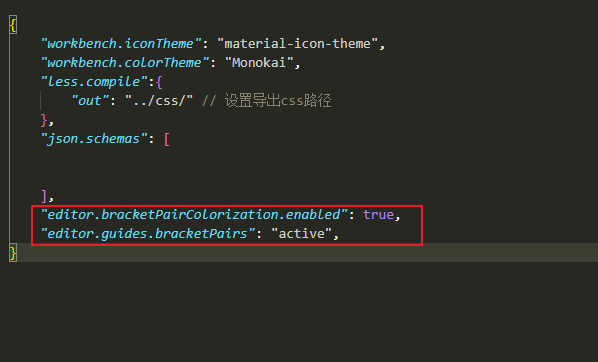 {
"workbench.iconTheme": "material-icon-theme",
"workbench.colorTheme": "Monokai",
"less.compile":{
"out": "../css/" // 设置导出css路径
},
"json.schemas": [
],
"editor.bracketPairColorization.enabled": true,
"editor.guides.bracketPairs": "active",
}